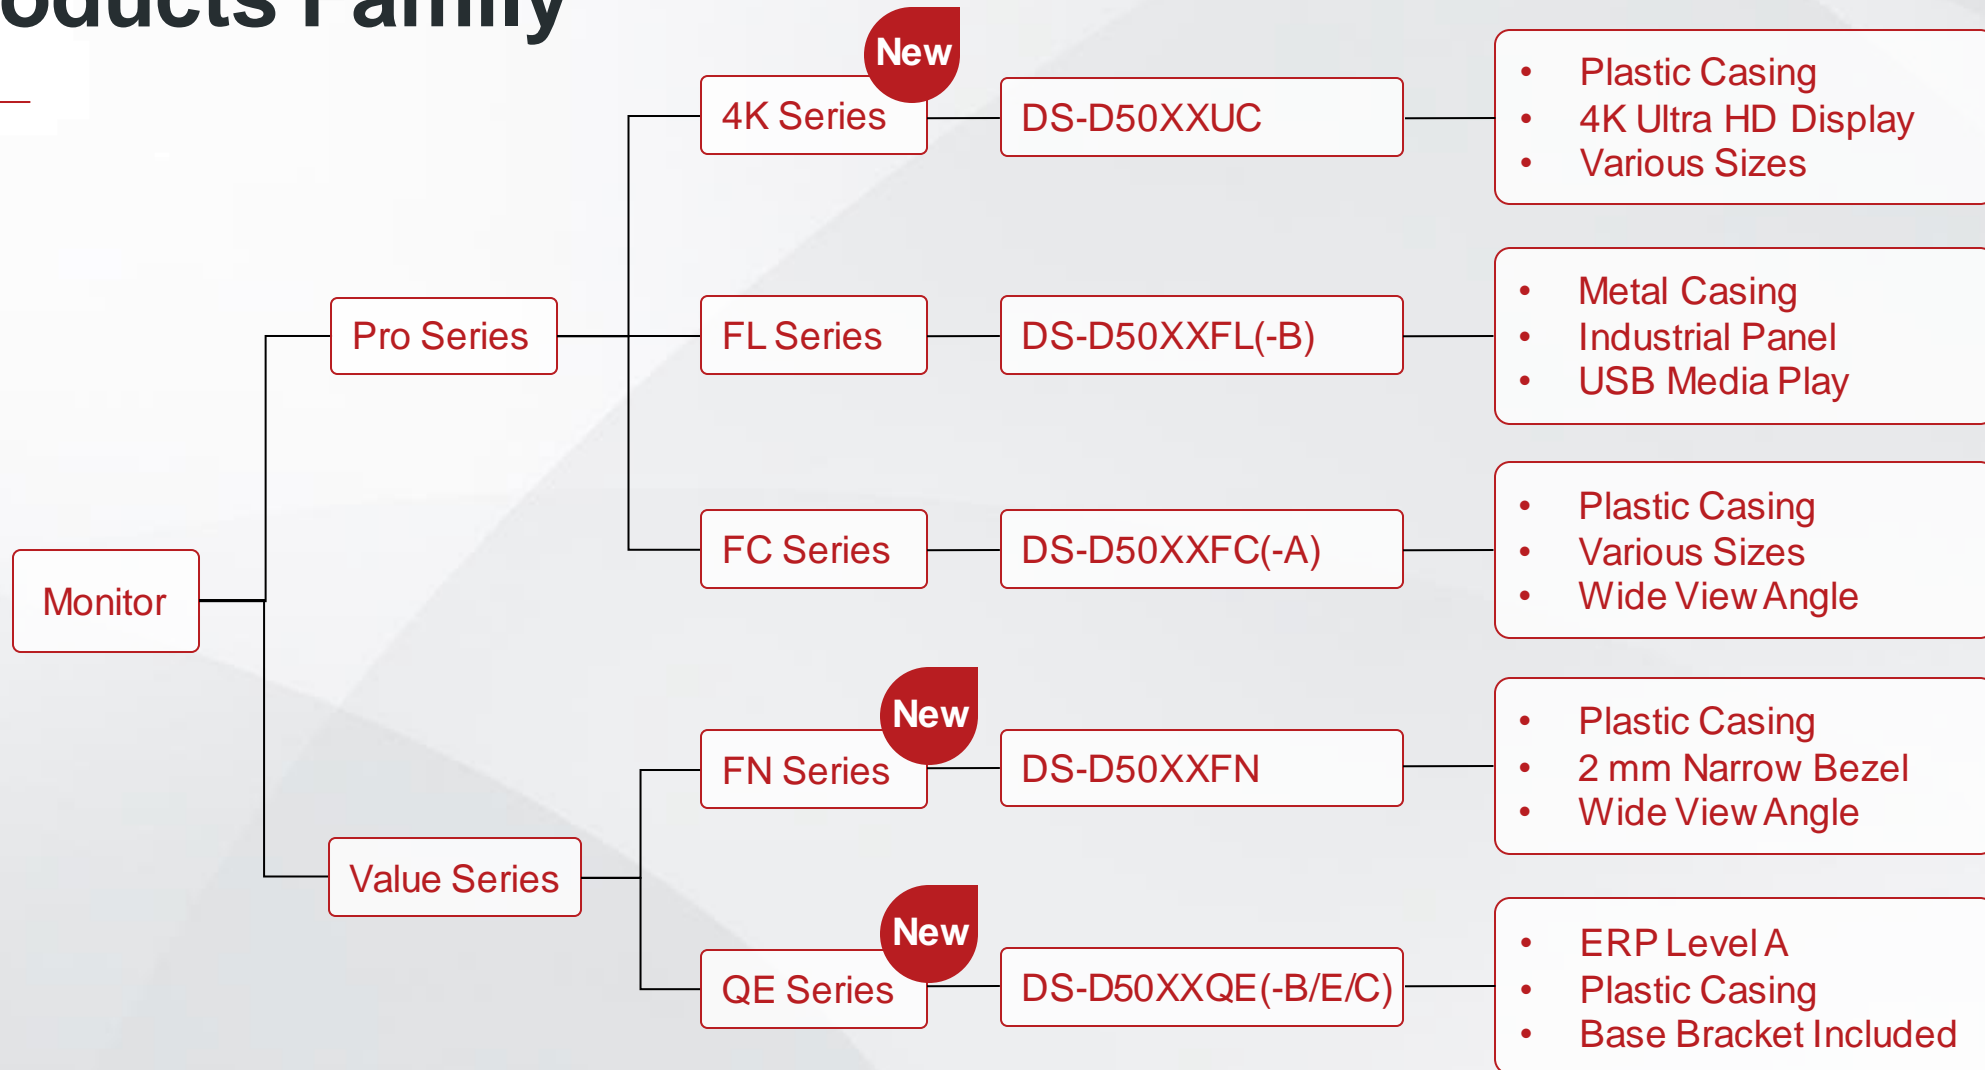 oducts Family
New
4K Series
DS-D50XXUC
• Plastic Casing
• 4K Ultra HD Display
• Various Sizes
Pro Series
FL Series
DS-D50XXFL(-B)
• Metal Casing
• Industrial Panel
• USB Media Play
FC Series
DS-D50XXFC(-A)
• Plastic Casing
• Various Sizes
• Wide View Angle
Monitor
New
FN Series
DS-D50XXFN
• Plastic Casing
• 2 mm Narrow Bezel
• Wide View Angle
Value Series
New
QE Series
DS-D50XXQE(-B/E/C)
• ERP Level A
• Plastic Casing
• Base Bracket Included